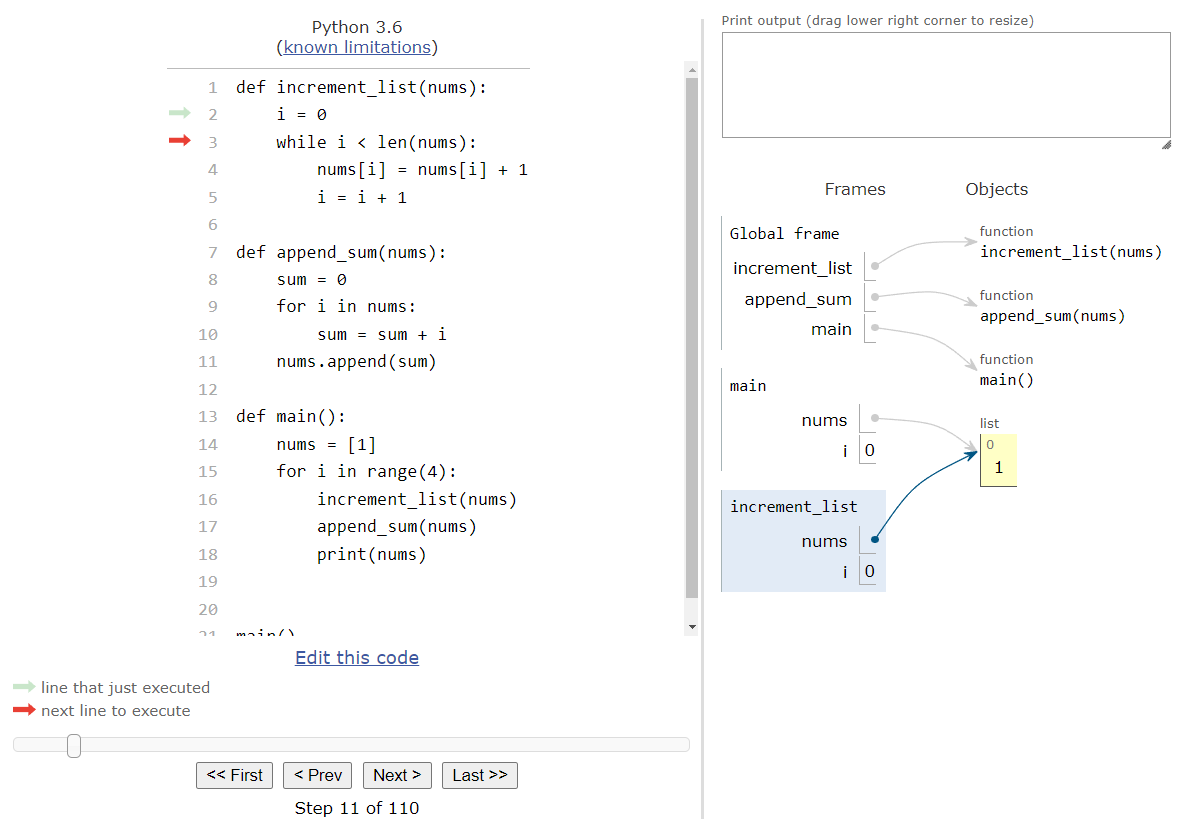 Python 3.6
(known limitations)
1 def increment_list(nums):
2     i = 0
3     while i < len(nums):
4         nums[i] = nums[i] + 1
5         i = i + 1
6
7 def append_sum(nums):
8     sum = 0
9     for i in nums:
10         sum = sum + i
11     nums.append(sum)
12
13 def main():
14     nums = [1]
15     for i in range(4):
16         increment_list(nums)
17         append_sum(nums)
18         print(nums)
19
20
21 main()
Edit this code
line that just executed
next line to execute
<< First < Prev Next > Last >>
Step 11 of 110
Print output (drag lower right corner to resize)
Frames Objects
Global frame
increment_list
append_sum
main
function
increment_list(nums)
function
append_sum(nums)
function
main()
main
nums
i 0
list
0
1
increment_list
nums
i 0